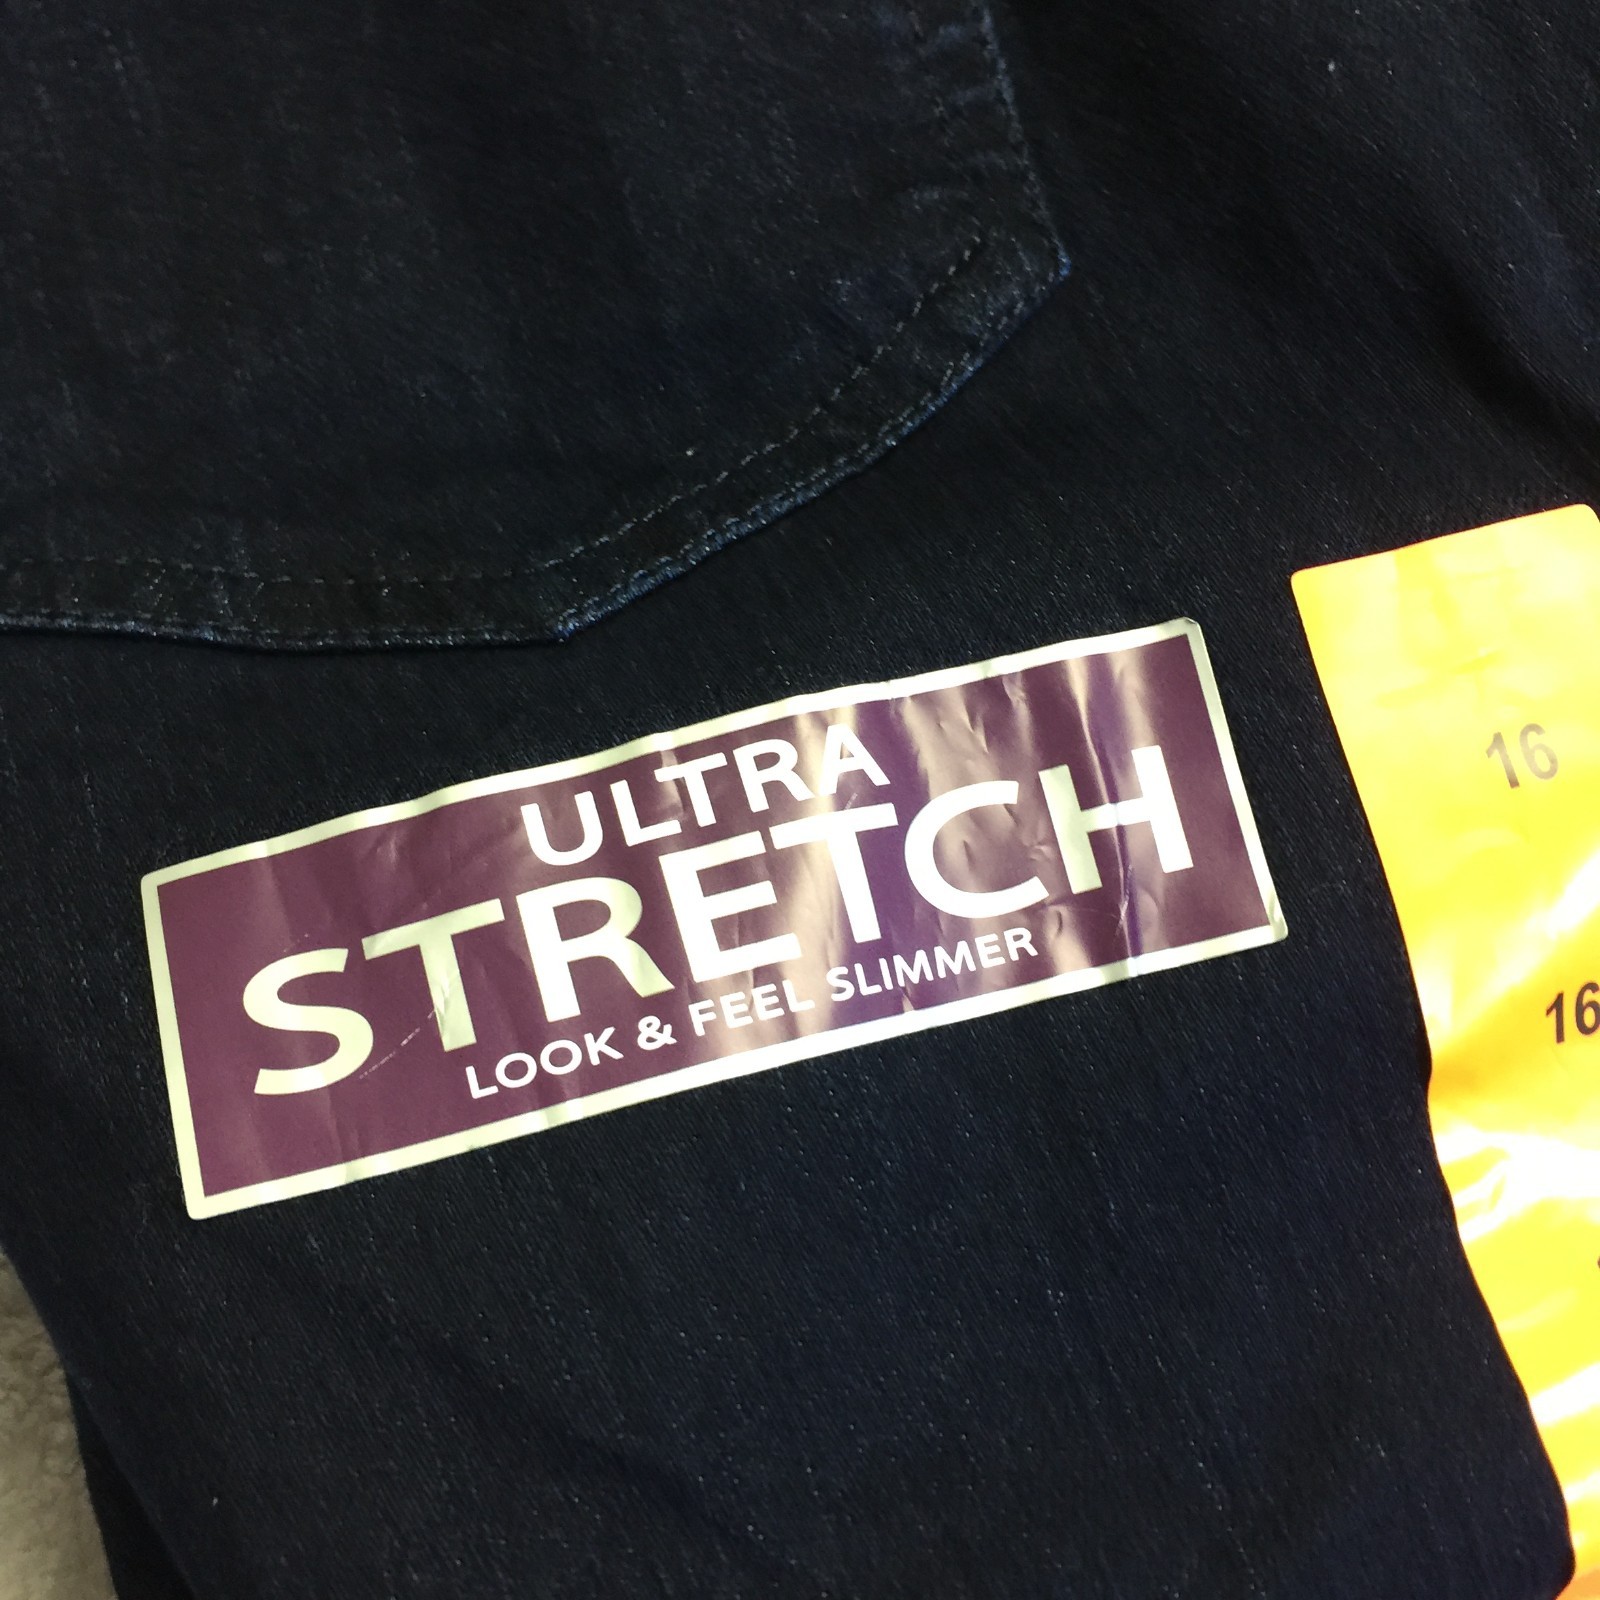 ULTRA
STRETCH
LOOK & FEEL SLIMMER
16
16